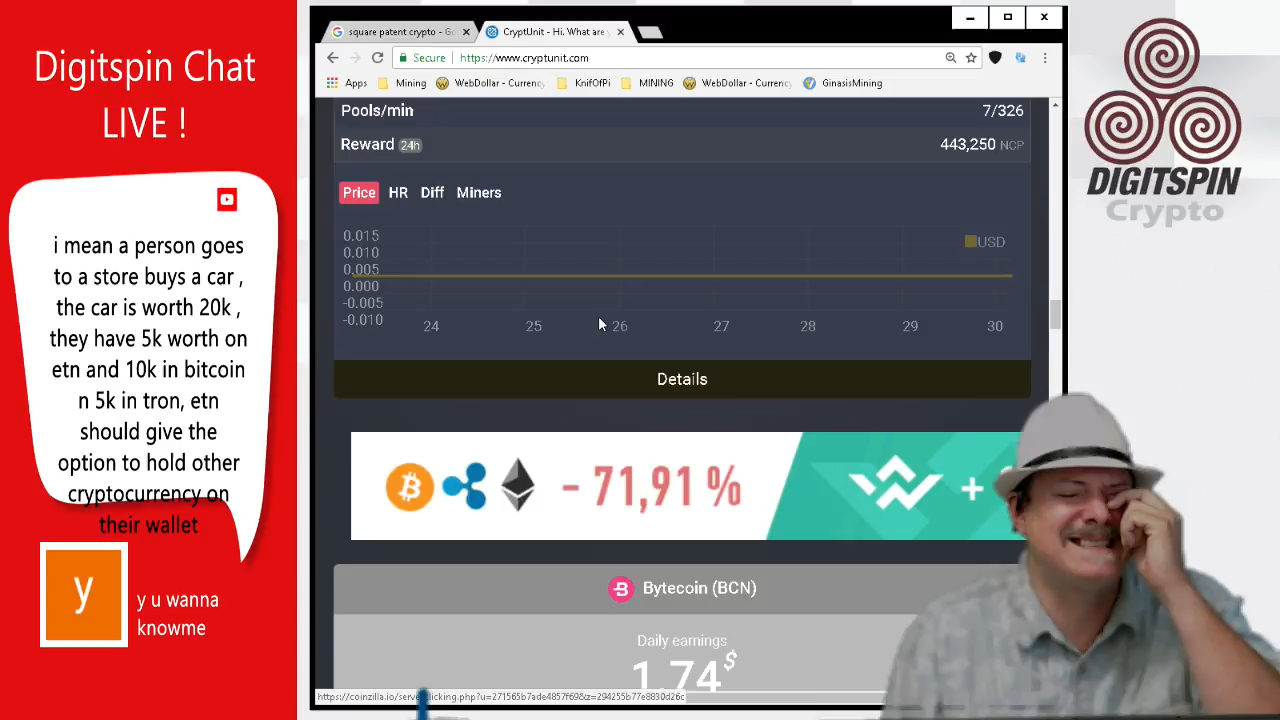 Digitspin Chat
LIVE !
i mean a person goes
to a store buys a car ,
the car is worth 20k ,
they have 5k worth on
etn and 10k in bitcoin
n 5k in tron, etn
should give the
option to hold other
cryptocurrency on
their wallet
y
y u wanna
knowme
square patent crypto - Go
CryptUnit - Hi. What are y
Secure
https://www.cryptunit.com
Apps
Mining
WebDollar - Currency
KnifOfPi
MINING
WebDollar - Currency
GinasisMining
Pools/min
7/326
Reward 24h
443,250 NCP
Price HR Diff Miners
0.015
0.010
0.005
0.000
-0.005
-0.010
USD
24 25 26 27 28 29 30
Details
- 71,91 %
+
Bytecoin (BCN)
Daily earnings
1.74 $
DIGITSPIN
Crypto